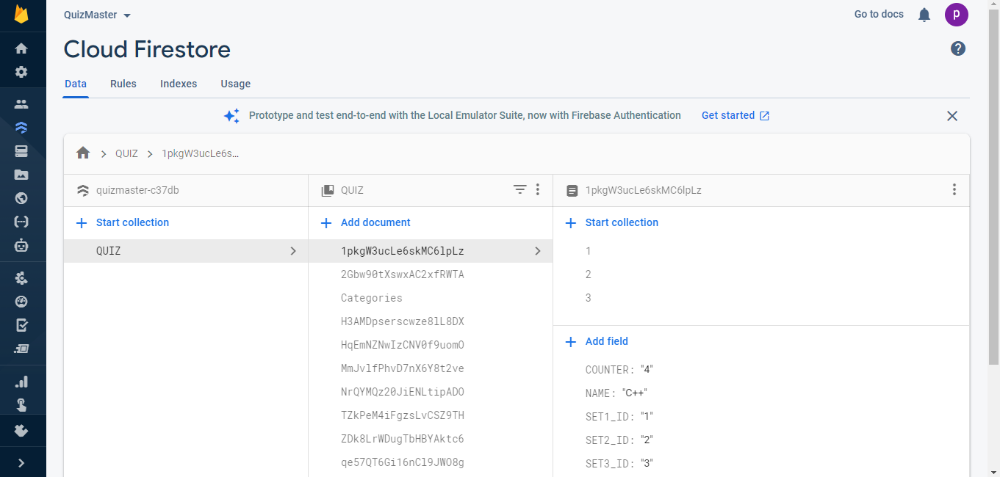 QuizMaster
Go to docs
p
Cloud Firestore
?
Data Rules Indexes Usage
Prototype and test end-to-end with the Local Emulator Suite, now with Firebase Authentication Get started
QUIZ 1pkgW3ucLe6s...
quizmaster-c37db
Start collection
QUIZ
QUIZ
Add document
1pkgW3ucLe6skMC6lpLz
2Gbw90tXswxAC2xfRWTA
Categories
H3AMDpserscwze8lL8DX
HqEmNZNwIzCNV0f9uomO
MmJvlfPhvD7nX6Y8t2ve
NrQYMQz20JiENLtipADO
TZkPeM4iFgzsLvCSZ9TH
ZDk8LrWDugTbHBYAktc6
qe57QT6Gi16nCl9JWO8g
1pkgW3ucLe6skMC6lpLz
Start collection
1
2
3
Add field
COUNTER: "4"
NAME: "C++"
SET1_ID: "1"
SET2_ID: "2"
SET3_ID: "3"